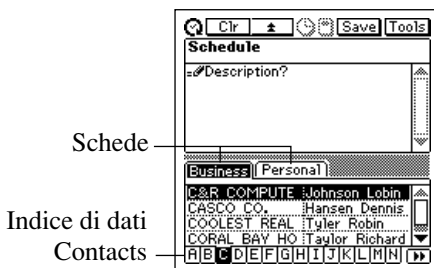 Clr Save Tools
Schedule
Description?
Schede
Business Personal
C&R COMPUTE Johnson Lobin
CASCO CO. Hansen Dennis
COOLEST REAL Tyler Robin
CORAL BAY HO Taylor Richard
Indice di dati
Contacts
A B C D E F G H I J K L M N